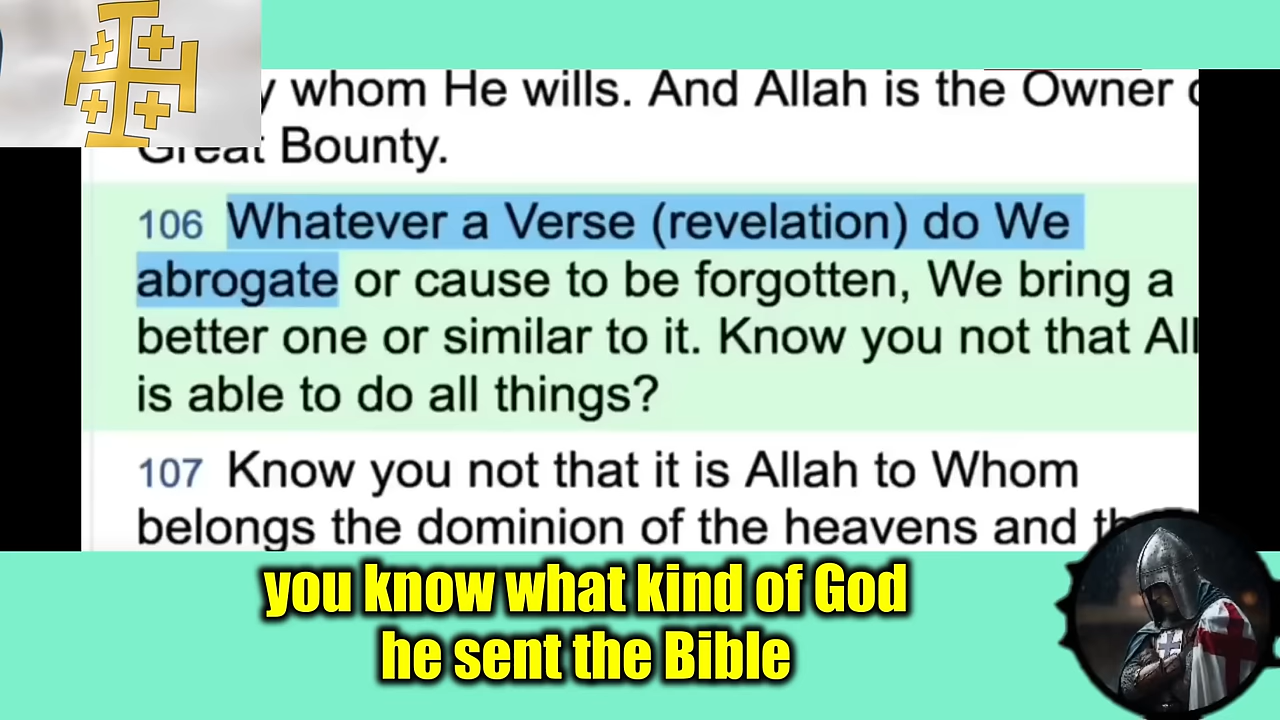 whom He wills. And Allah is the Owner
Great Bounty.
106 Whatever a Verse (revelation) do We
abrogate or cause to be forgotten, We bring a
better one or similar to it. Know you not that All
is able to do all things?
107 Know you not that it is Allah to Whom
belongs the dominion of the heavens and
you know what kind of God
he sent the Bible